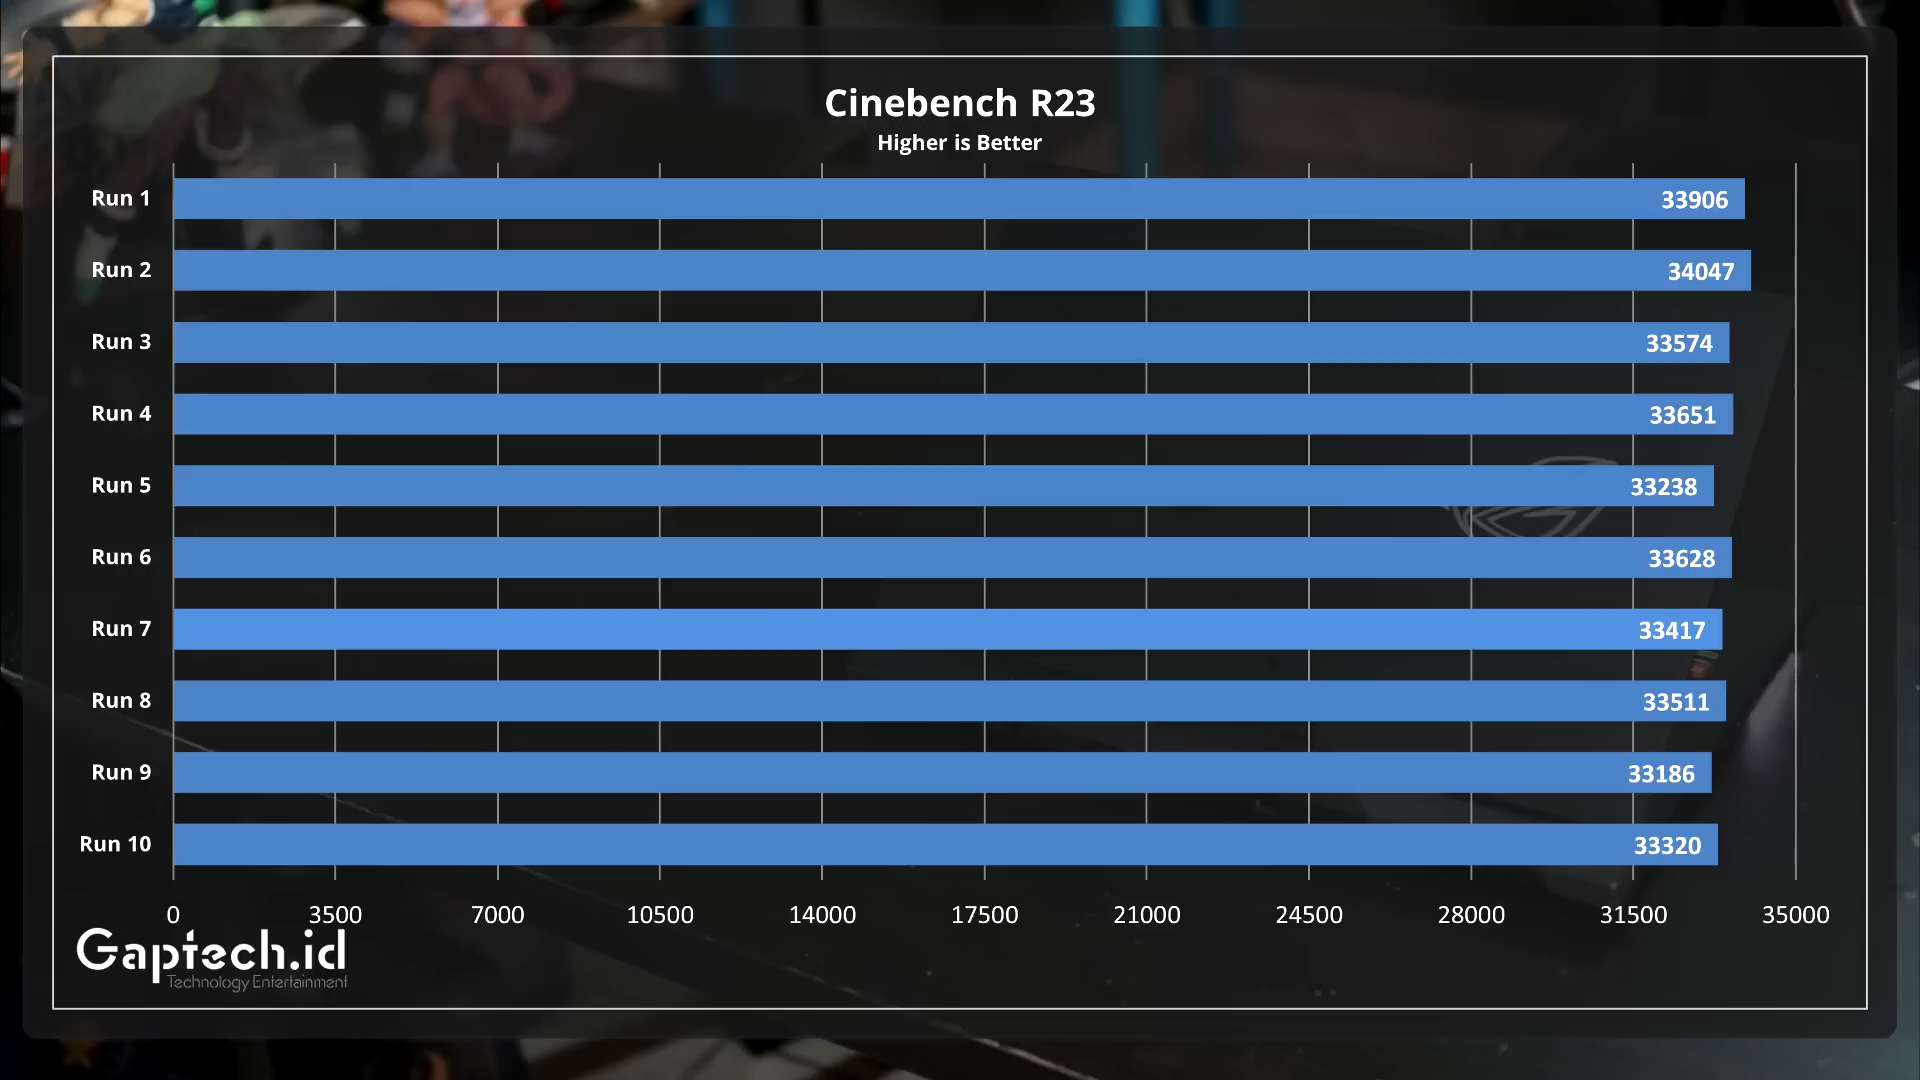 Cinebench R23
Higher is Better
Run 1 33906
Run 2 34047
Run 3 33574
Run 4 33651
Run 5 33238
Run 6 33628
Run 7 33417
Run 8 33511
Run 9 33186
Run 10 33320
0 3500 7000 10500 14000 17500 21000 24500 28000 31500 35000
Gaptech.id
Technology Entertainment